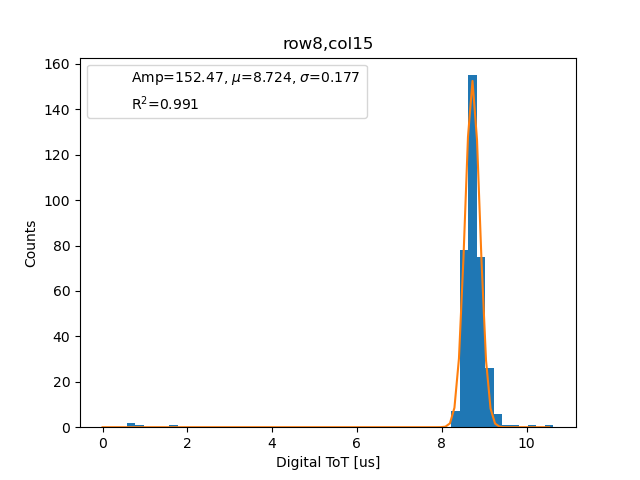 row8,col15
Amp=152.47, μ=8.724, σ=0.177
R²=0.991
160
140
120
100
80
60
40
20
0
Counts
0 2 4 6 8 10
Digital ToT [us]